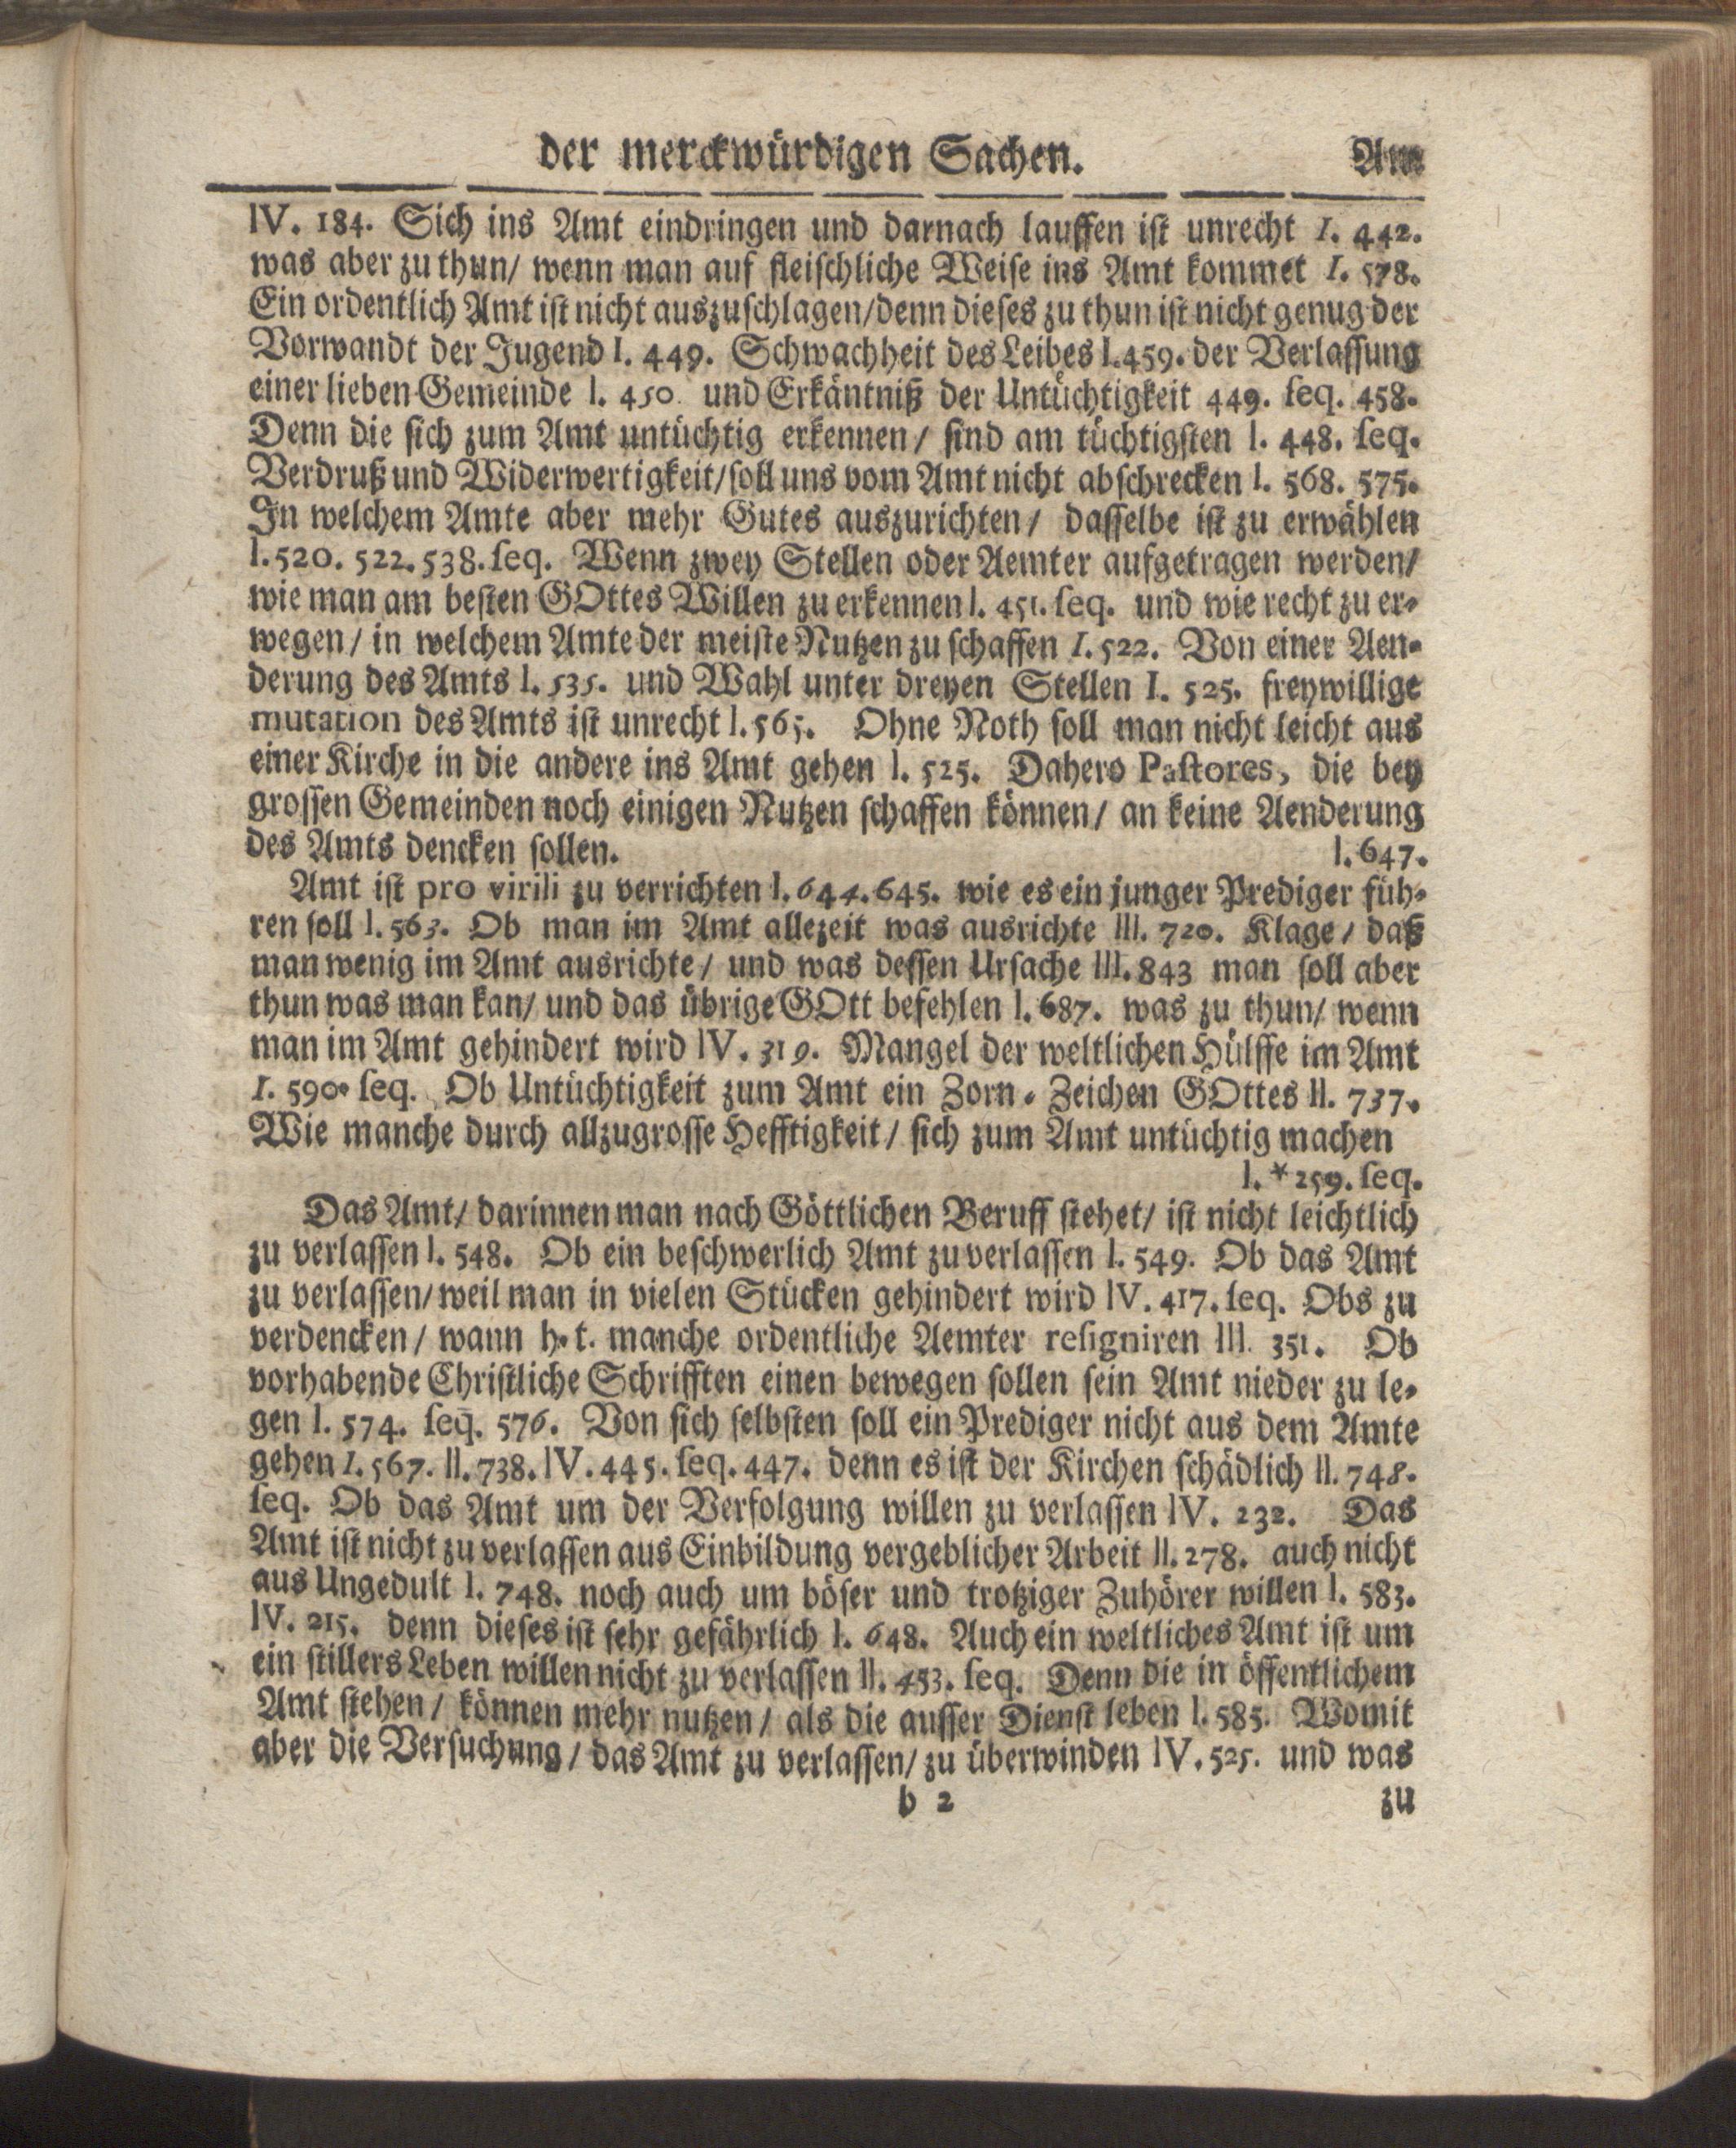 der merckwürdigen Sachen. Am
IV. 184. Sich ins Amt eindringen und darnach lauffen ist unrecht I. 442.
was aber zu thun/ wenn man auf fleischliche Weise ins Amt kommet I. 578.
Ein ordentlich Amt ist nicht auszuschlagen/denn dieses zu thun ist nicht genug der
Vorwandt der Jugend I. 449. Schwachheit des Leibes I.459. der Verlassung
einer lieben Gemeinde I. 450. und Erkäntniß der Untüchtigkeit 449. seq. 458.
Denn die sich zum Amt untüchtig erkennen/ sind am tüchtigsten I. 448. seq.
Verdruß und Widerwertigkeit/soll uns vom Amt nicht abschrecken I. 568. 575.
In welchem Amte aber mehr Gutes auszurichten/ dasselbe ist zu erwählen
I.520. 522.538.seq. Wenn zwey Stellen oder Aemter aufgetragen werden/
wie man am besten GOttes Willen zu erkennen I. 451. seq. und wie recht zu er-
wegen/ in welchem Amte der meiste Nutzen zu schaffen I.522. Von einer Aen-
derung des Amts I. 535. und Wahl unter dreyen Stellen I. 525. freywillige
mutation des Amts ist unrecht I.565. Ohne Noth soll man nicht leicht aus
einer Kirche in die andere ins Amt gehen I. 525. Dahero Pastores, die bey
grossen Gemeinden noch einigen Nutzen schaffen können/ an keine Aenderung
des Amts dencken sollen. I.647.
Amt ist pro virili zu verrichten I.644.645. wie es ein junger Prediger füh-
ren soll I.563. Ob man im Amt allezeit was ausrichte III. 720. Klage/ daß
man wenig im Amt ausrichte/ und was dessen Ursache III.843 man soll aber
thun was man kan/ und das übrige GOtt befehlen I.687. was zu thun/ wenn
man im Amt gehindert wird IV.319. Mangel der weltlichen Hülffe im Amt
I. 590. seq. Ob Untüchtigkeit zum Amt ein Zorn-Zeichen GOttes II. 737.
Wie manche durch allzugrosse Hefftigkeit/ sich zum Amt untüchtig machen
I. *259. seq.
Das Amt/ darinnen man nach Göttlichen Beruff stehet/ ist nicht leichtlich
zu verlassen I. 548. Ob ein beschwerlich Amt zu verlassen I. 549. Ob das Amt
zu verlassen/weil man in vielen Stücken gehindert wird IV.417.seq. Obs zu
verdencken/ wann h.t. manche ordentliche Aemter resigniren III. 351. Ob
vorhabende Christliche Schrifften einen bewegen sollen sein Amt nieder zu le-
gen I. 574. seq. 576. Von sich selbsten soll ein Prediger nicht aus dem Amte
gehen I.567. II.738.IV.445.seq.447. denn es ist der Kirchen schädlich II.748.
seq. Ob das Amt um der Verfolgung willen zu verlassen IV. 232. Das
Amt ist nicht zu verlassen aus Einbildung vergeblicher Arbeit II.278. auch nicht
aus Ungedult I. 748. noch auch um böser und trotziger Zuhörer willen I. 583.
IV. 215. denn dieses ist sehr gefährlich I. 648. Auch ein weltliches Amt ist um
ein stillers Leben willen nicht zu verlassen II. 453. seq. Denn die in öffentlichem
Amt stehen/ können mehr nutzen/ als die ausser Dienst leben I.585. Womit
aber die Versuchung/ das Amt zu verlassen/ zu überwinden IV.525. und was
b 2 zu